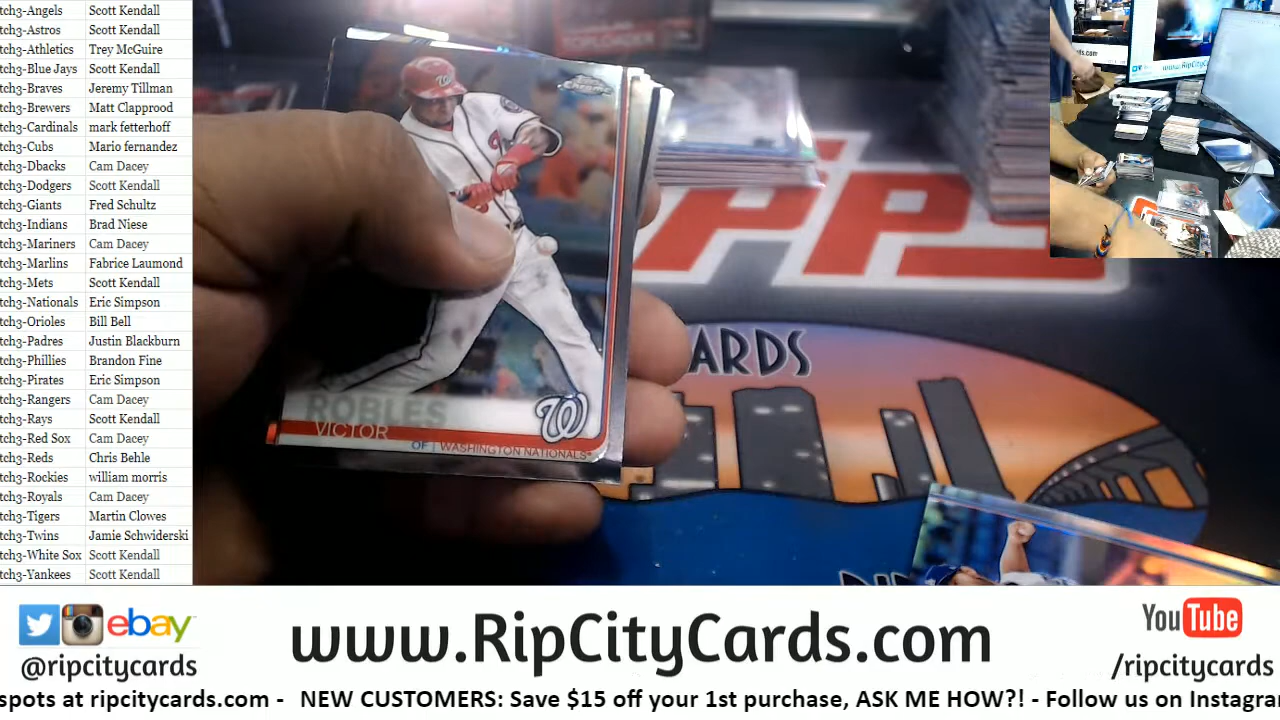 tch3-Angels Scott Kendall
tch3-Astros Scott Kendall
tch3-Athletics Trey McGuire
tch3-Blue Jays Scott Kendall
tch3-Braves Jeremy Tillman
tch3-Brewers Matt Clapprood
tch3-Cardinals mark fetterhoff
tch3-Cubs Mario fernandez
tch3-Dbacks Cam Dacey
tch3-Dodgers Scott Kendall
tch3-Giants Fred Schultz
tch3-Indians Brad Niese
tch3-Mariners Cam Dacey
tch3-Marlins Fabrice Laumond
tch3-Mets Scott Kendall
tch3-Nationals Eric Simpson
tch3-Orioles Bill Bell
tch3-Padres Justin Blackburn
tch3-Phillies Brandon Fine
tch3-Pirates Eric Simpson
tch3-Rangers Cam Dacey
tch3-Rays Scott Kendall
tch3-Red Sox Cam Dacey
tch3-Reds Chris Behle
tch3-Rockies william morris
tch3-Royals Cam Dacey
tch3-Tigers Martin Clowes
tch3-Twins Jamie Schwiderski
tch3-White Sox Scott Kendall
tch3-Yankees Scott Kendall
ROBLES
VICTOR
W
OF | WASHINGTON NATIONALS
PPS
ARDS
ebay
@ripcitycards
www.RipCityCards.com
YouTube
/ripcitycards
spots at ripcitycards.com - NEW CUSTOMERS: Save $15 off your 1st purchase, ASK ME HOW?! - Follow us on Instagra